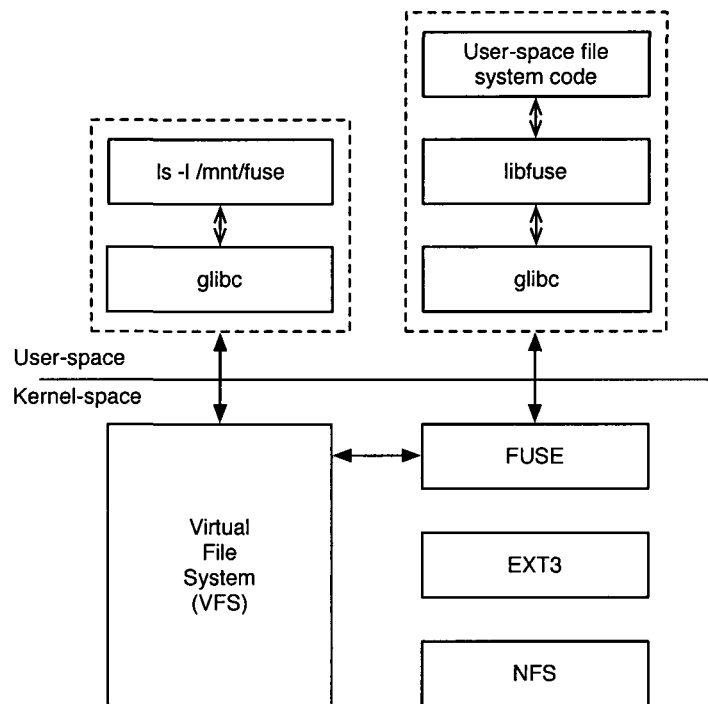 User-space file
system code
ls -l /mnt/fuse
libfuse
glibc
glibc
User-space
Kernel-space
FUSE
Virtual
File
System
(VFS)
EXT3
NFS